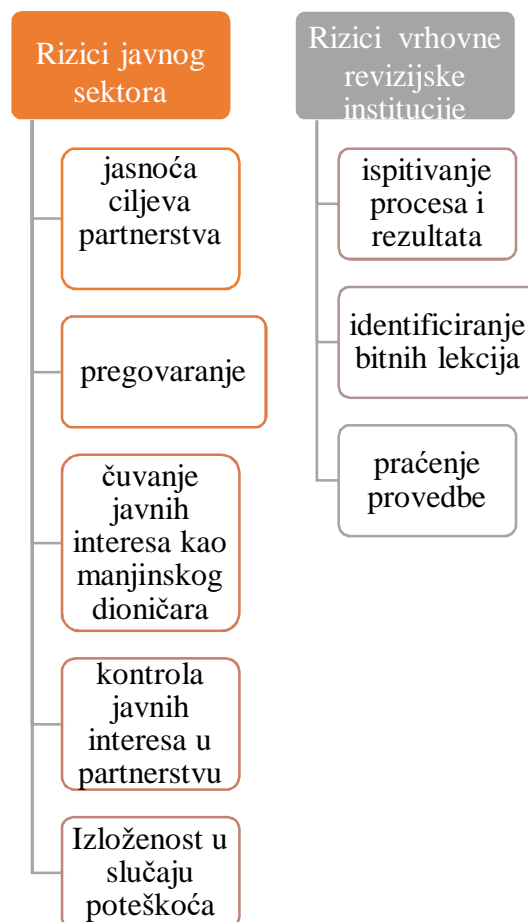 Rizici javnog
sektora
jasnoća
ciljeva
partnerstva
pregovaranje
čuvanje
javnih
interesa kao
manjinskog
dioničara
kontrola
javnih
interesa u
partnerstvu
Izloženost u
slučaju
poteškoća
Rizici vrhovne
revizijske
institucije
ispitivanje
procesa i
rezultata
identificiranje
bitnih lekcija
praćenje
provedbe